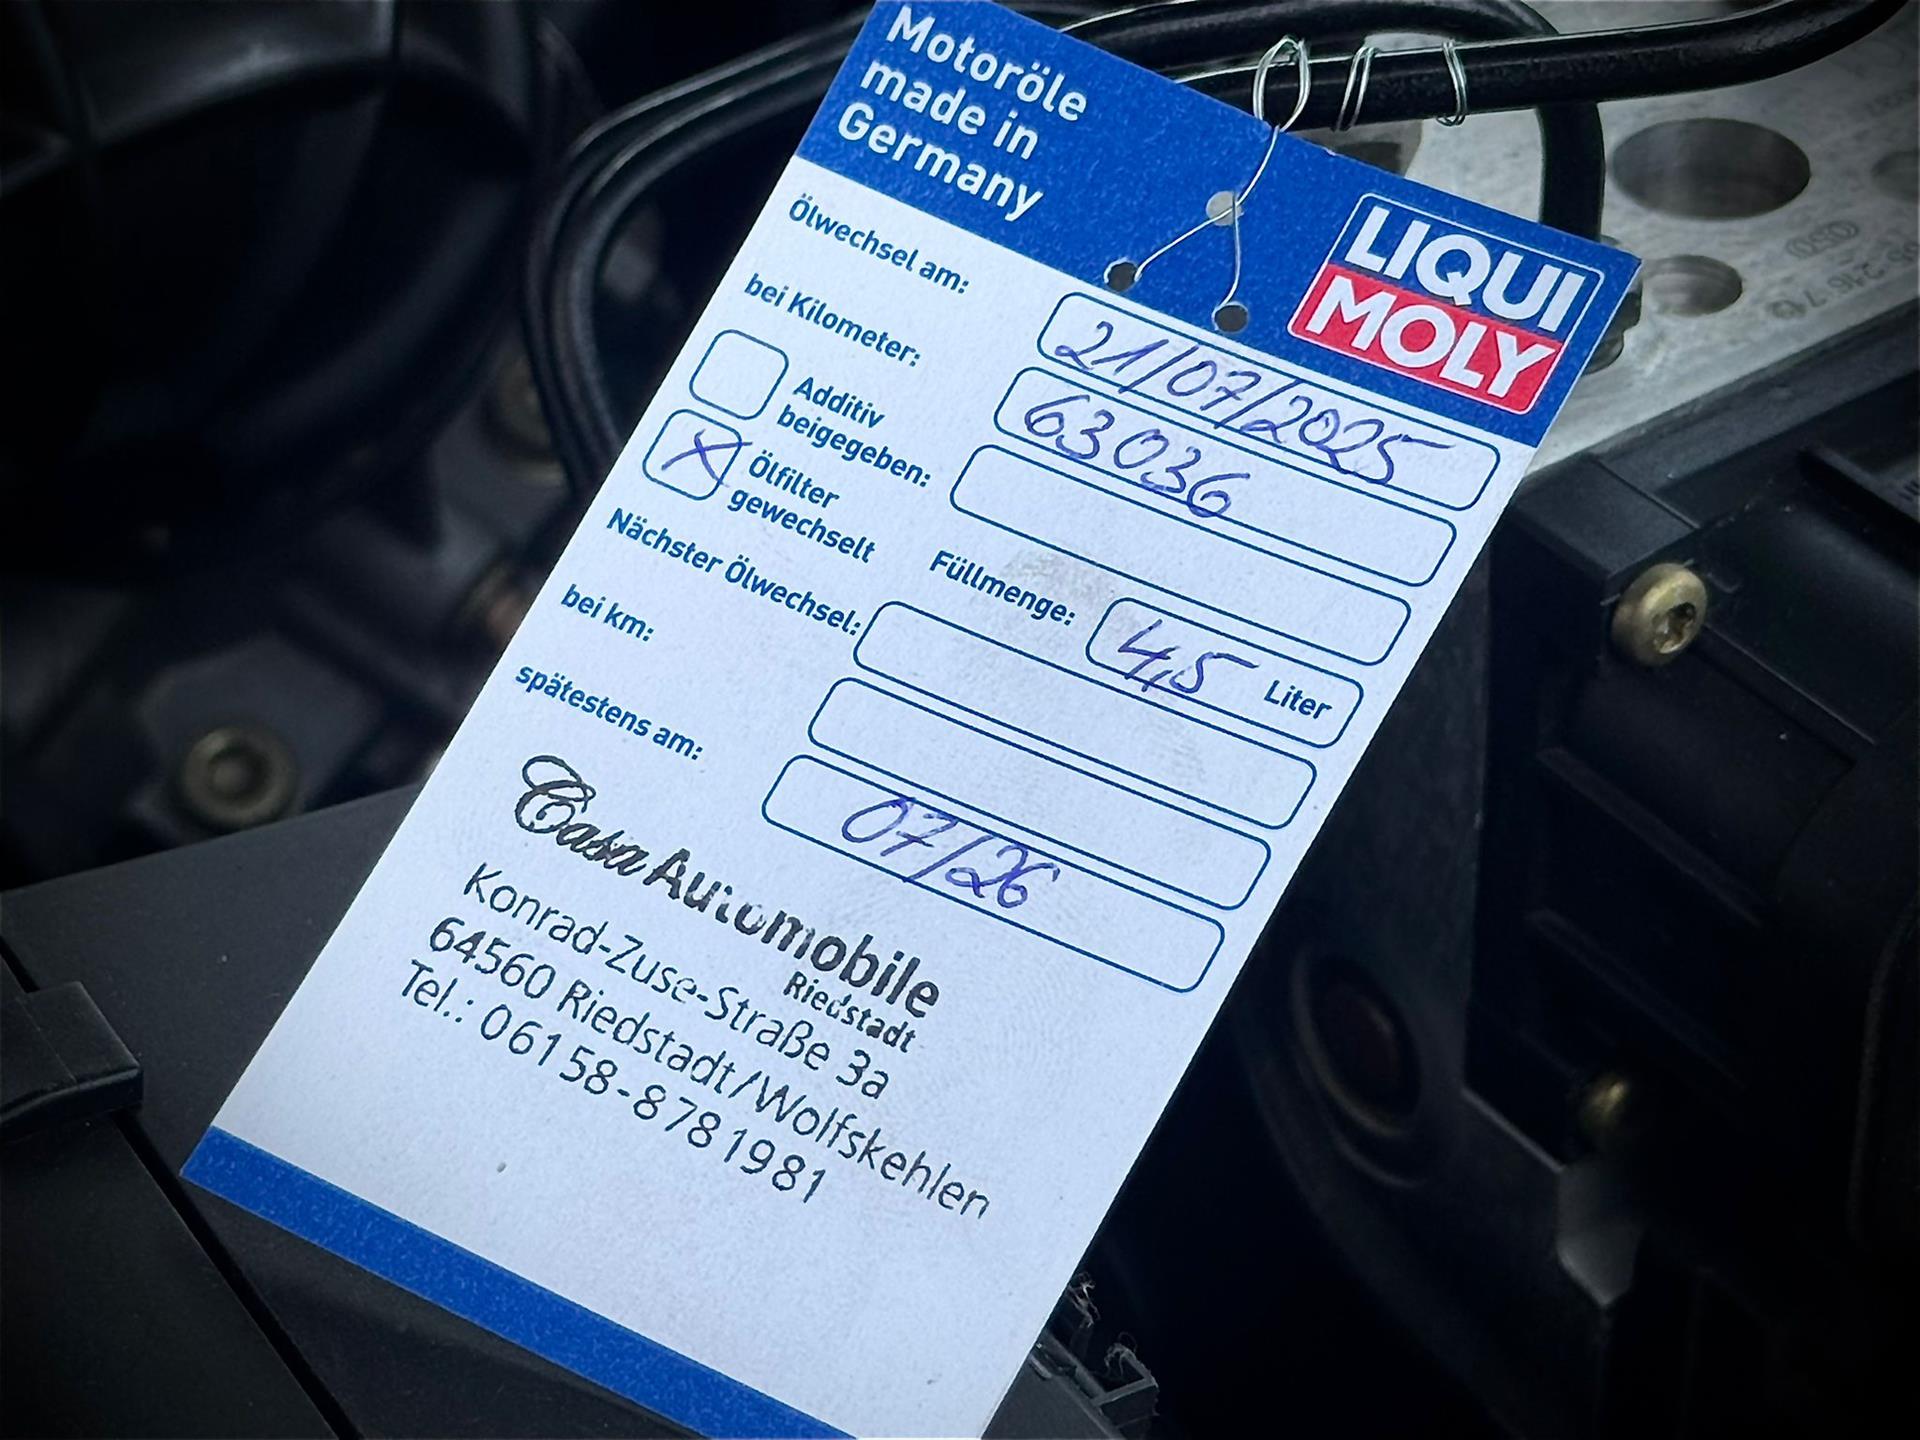 Motoröle
made in
Germany
LIQUI
MOLY
Ölwechsel am: 21/07/2025
bei Kilometer: 63036
Additiv
beigegeben:
X Ölfilter
gewechselt
Füllmenge: 4,5 Liter
Nächster Ölwechsel:
bei km:
spätestens am: 07/26
Casa Automobile
Riedstadt
Konrad-Zuse-Straße 3a
64560 Riedstadt/Wolfskehlen
Tel.: 06158-8781981